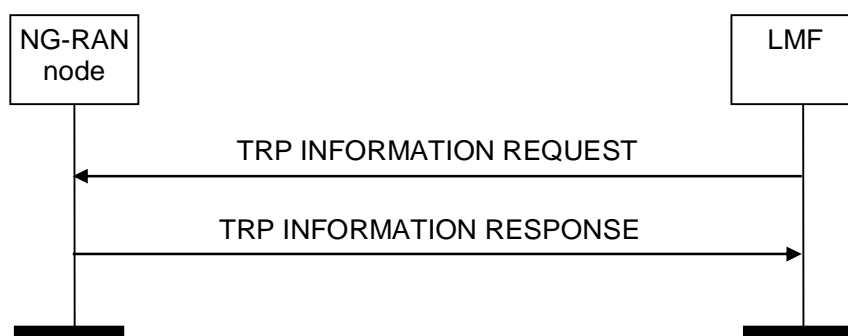 NG-RAN
node
LMF
TRP INFORMATION REQUEST
TRP INFORMATION RESPONSE